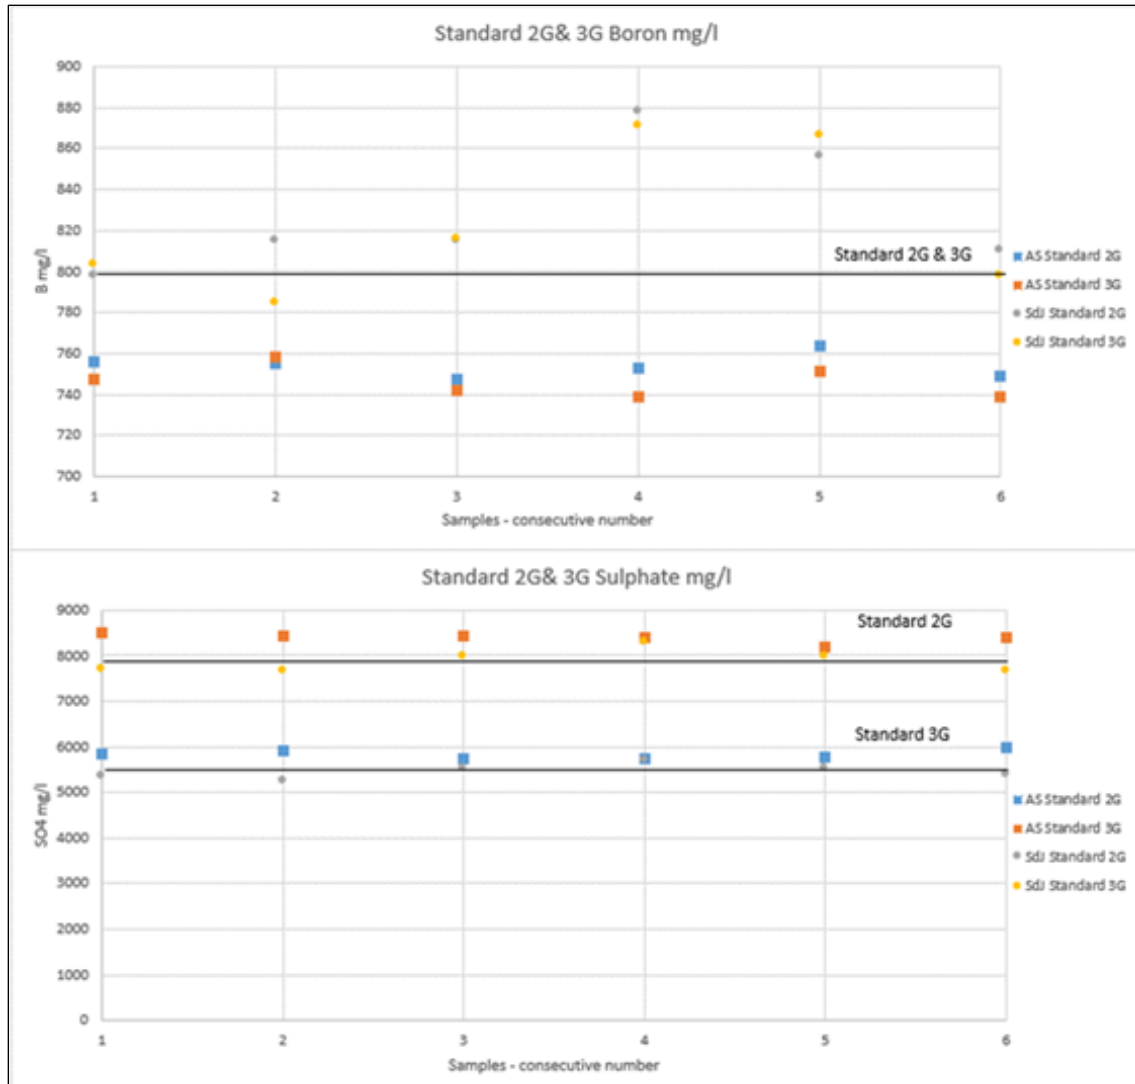 Standard 2G& 3G Boron mg/l
900
880
860
840
820
800
780
760
740
720
700
B mg/l
Standard 2G & 3G
AS Standard 2G
AS Standard 3G
SdJ Standard 2G
SdJ Standard 3G
1 2 3 4 5 6
Samples - consecutive number
Standard 2G& 3G Sulphate mg/l
9000
8000
7000
6000
5000
4000
3000
2000
1000
0
SO4 mg/l
Standard 2G
Standard 3G
AS Standard 2G
AS Standard 3G
SdJ Standard 2G
SdJ Standard 3G
1 2 3 4 5 6
Samples - consecutive number